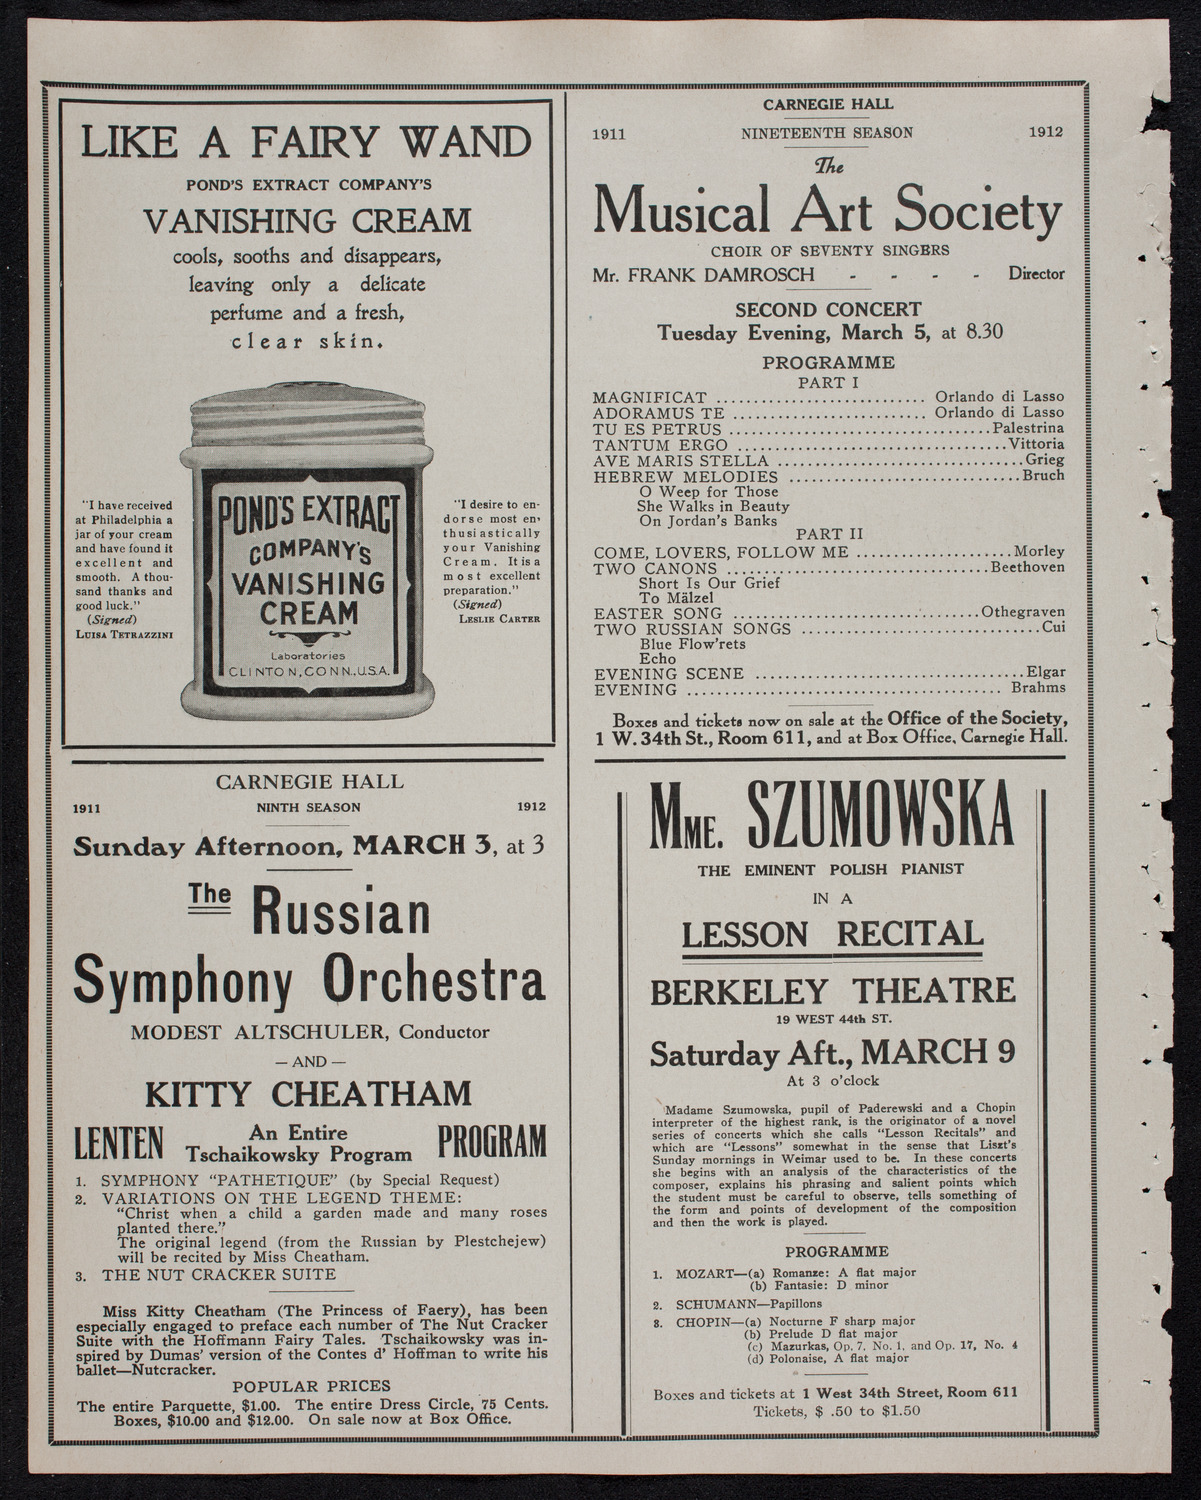 LIKE A FAIRY WAND
POND'S EXTRACT COMPANY'S
VANISHING CREAM
cools, sooths and disappears,
leaving only a delicate
perfume and a fresh,
clear skin.
"I have received
at Philadelphia a
jar of your cream
and have found it
excellent and
smooth. A thou-
sand thanks and
good luck."
(Signed)
LUISA TETRAZZINI
POND'S EXTRACT
COMPANY'S
VANISHING
CREAM
Laboratories
CLINTON, CONN., U.S.A.
"I desire to en-
dorse most en-
thusiastically
your Vanishing
Cream. It is a
most excellent
preparation."
(Signed)
LESLIE CARTER
CARNEGIE HALL
1911 NINTH SEASON 1912
Sunday Afternoon, MARCH 3, at 3
The Russian
Symphony Orchestra
MODEST ALTSCHULER, Conductor
— AND —
KITTY CHEATHAM
LENTEN An Entire Tschaikowsky Program PROGRAM
1. SYMPHONY "PATHETIQUE" (by Special Request)
2. VARIATIONS ON THE LEGEND THEME:
"Christ when a child a garden made and many roses
planted there."
The original legend (from the Russian by Plestchejew)
will be recited by Miss Cheatham.
3. THE NUT CRACKER SUITE
Miss Kitty Cheatham (The Princess of Faery), has been
especially engaged to preface each number of The Nut Cracker
Suite with the Hoffmann Fairy Tales. Tschaikowsky was in-
spired by Dumas' version of the Contes d' Hoffman to write his
ballet—Nutcracker.
POPULAR PRICES
The entire Parquette, $1.00. The entire Dress Circle, 75 Cents.
Boxes, $10.00 and $12.00. On sale now at Box Office.
CARNEGIE HALL
1911 NINETEENTH SEASON 1912
The
Musical Art Society
CHOIR OF SEVENTY SINGERS
Mr. FRANK DAMROSCH - - - - Director
SECOND CONCERT
Tuesday Evening, March 5, at 8.30
PROGRAMME
PART I
MAGNIFICAT .......................... Orlando di Lasso
ADORAMUS TE ........................ Orlando di Lasso
TU ES PETRUS ................................Palestrina
TANTUM ERGO .................................Vittoria
AVE MARIS STELLA ..............................Grieg
HEBREW MELODIES .............................Bruch
O Weep for Those
She Walks in Beauty
On Jordan's Banks
PART II
COME, LOVERS, FOLLOW ME ...................Morley
TWO CANONS ................................Beethoven
Short Is Our Grief
To Mälzel
EASTER SONG ..............................Othegraven
TWO RUSSIAN SONGS .............................Cui
Blue Flow'rets
Echo
EVENING SCENE ................................Elgar
EVENING ...................................... Brahms
Boxes and tickets now on sale at the Office of the Society,
1 W. 34th St., Room 611, and at Box Office, Carnegie Hall.
MME. SZUMOWSKA
THE EMINENT POLISH PIANIST
IN A
LESSON RECITAL
BERKELEY THEATRE
19 WEST 44th ST.
Saturday Aft., MARCH 9
At 3 o'clock
Madame Szumowska, pupil of Paderewski and a Chopin
interpreter of the highest rank, is the originator of a novel
series of concerts which she calls "Lesson Recitals" and
which are "Lessons" somewhat in the sense that Liszt's
Sunday mornings in Weimar used to be. In these concerts
she begins with an analysis of the characteristics of the
composer, explains his phrasing and salient points which
the student must be careful to observe, tells something of
the form and points of development of the composition
and then the work is played.
PROGRAMME
1. MOZART—(a) Romanze: A flat major
(b) Fantasie: D minor
2. SCHUMANN—Papillons
3. CHOPIN—(a) Nocturne F sharp major
(b) Prelude D flat major
(c) Mazurkas, Op. 7, No. 1, and Op. 17, No. 4
(d) Polonaise, A flat major
Boxes and tickets at 1 West 34th Street, Room 611
Tickets, $ .50 to $1.50